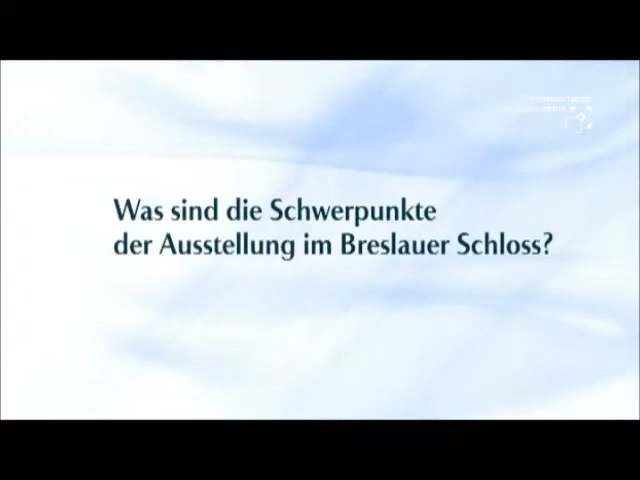 Was sind die Schwerpunkte
der Ausstellung im Breslauer Schloss?